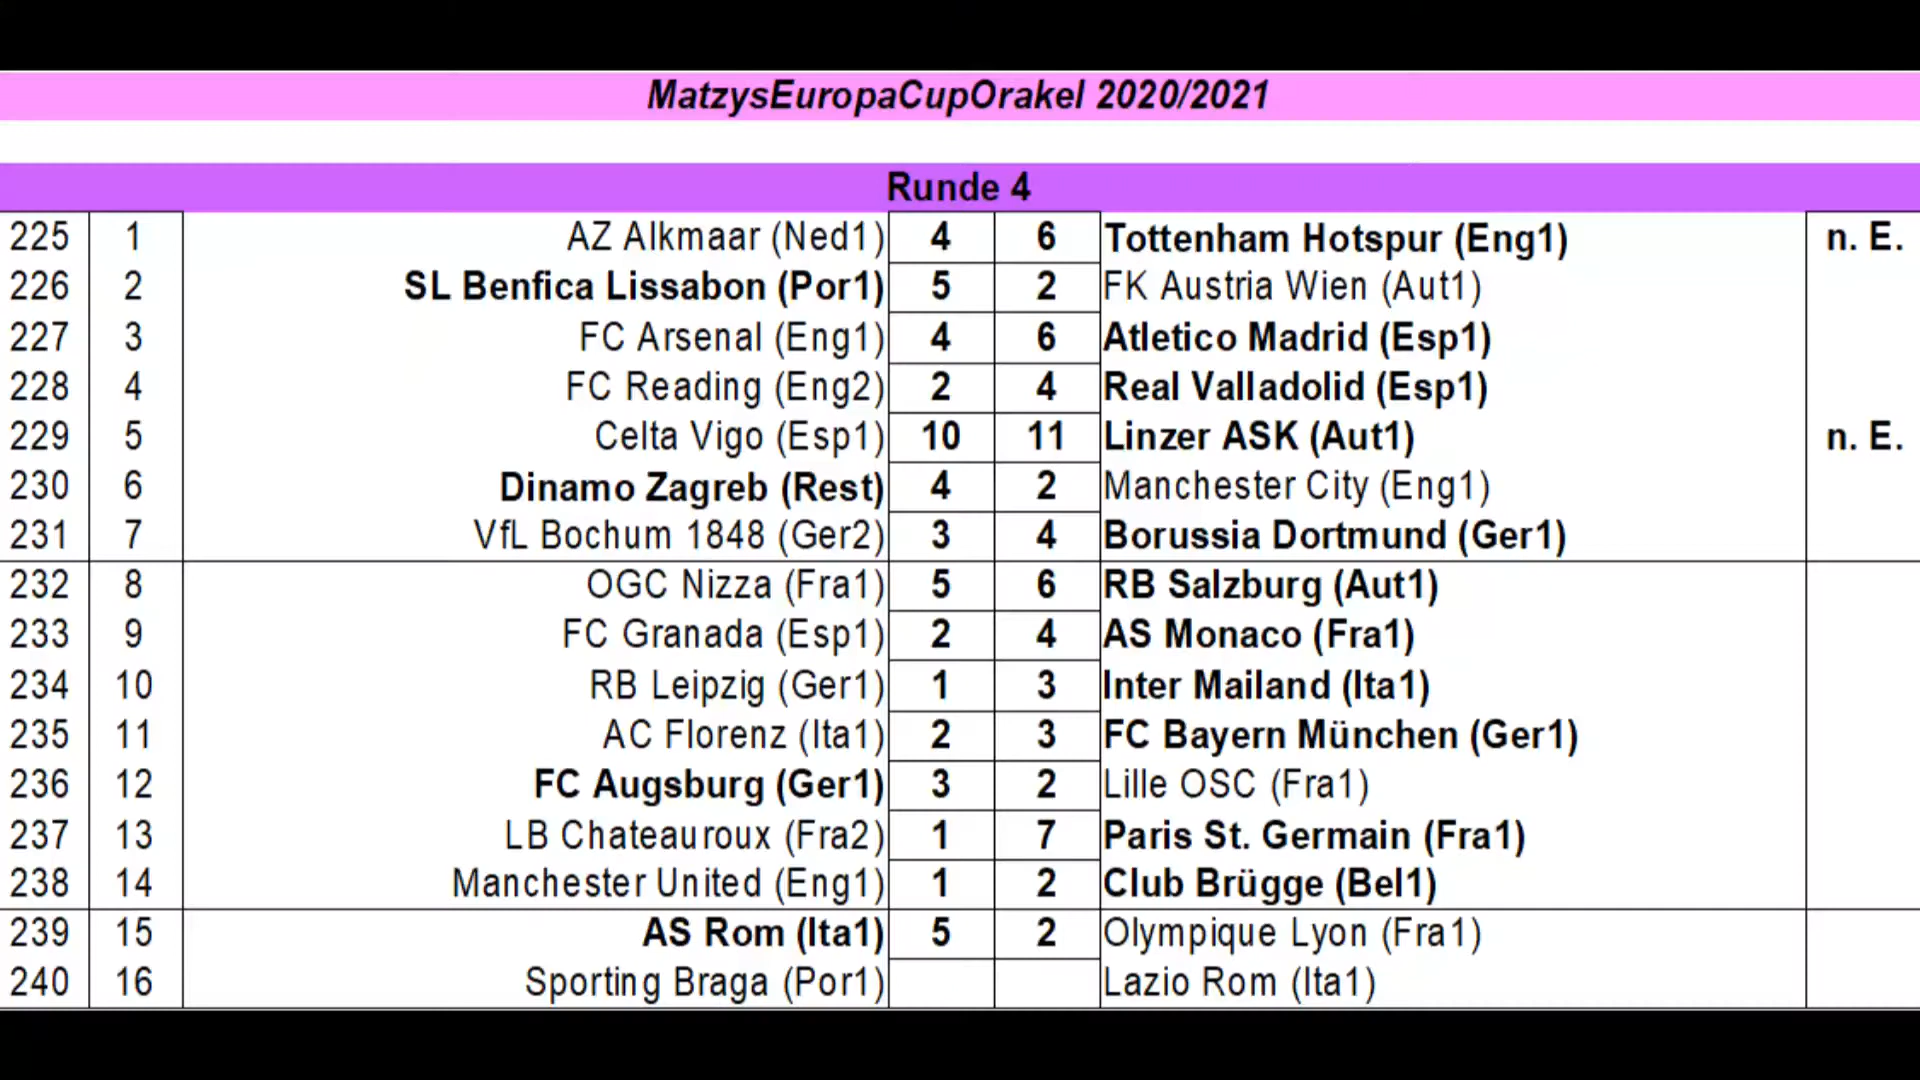 MatzysEuropaCupOrakel 2020/2021
Runde 4
225 1 AZ Alkmaar (Ned1) 4 6 Tottenham Hotspur (Eng1) n. E.
226 2 SL Benfica Lissabon (Por1) 5 2 FK Austria Wien (Aut1)
227 3 FC Arsenal (Eng1) 4 6 Atletico Madrid (Esp1)
228 4 FC Reading (Eng2) 2 4 Real Valladolid (Esp1)
229 5 Celta Vigo (Esp1) 10 11 Linzer ASK (Aut1) n. E.
230 6 Dinamo Zagreb (Rest) 4 2 Manchester City (Eng1)
231 7 VfL Bochum 1848 (Ger2) 3 4 Borussia Dortmund (Ger1)
232 8 OGC Nizza (Fra1) 5 6 RB Salzburg (Aut1)
233 9 FC Granada (Esp1) 2 4 AS Monaco (Fra1)
234 10 RB Leipzig (Ger1) 1 3 Inter Mailand (Ita1)
235 11 AC Florenz (Ita1) 2 3 FC Bayern München (Ger1)
236 12 FC Augsburg (Ger1) 3 2 Lille OSC (Fra1)
237 13 LB Chateauroux (Fra2) 1 7 Paris St. Germain (Fra1)
238 14 Manchester United (Eng1) 1 2 Club Brügge (Bel1)
239 15 AS Rom (Ita1) 5 2 Olympique Lyon (Fra1)
240 16 Sporting Braga (Por1) Lazio Rom (Ita1)